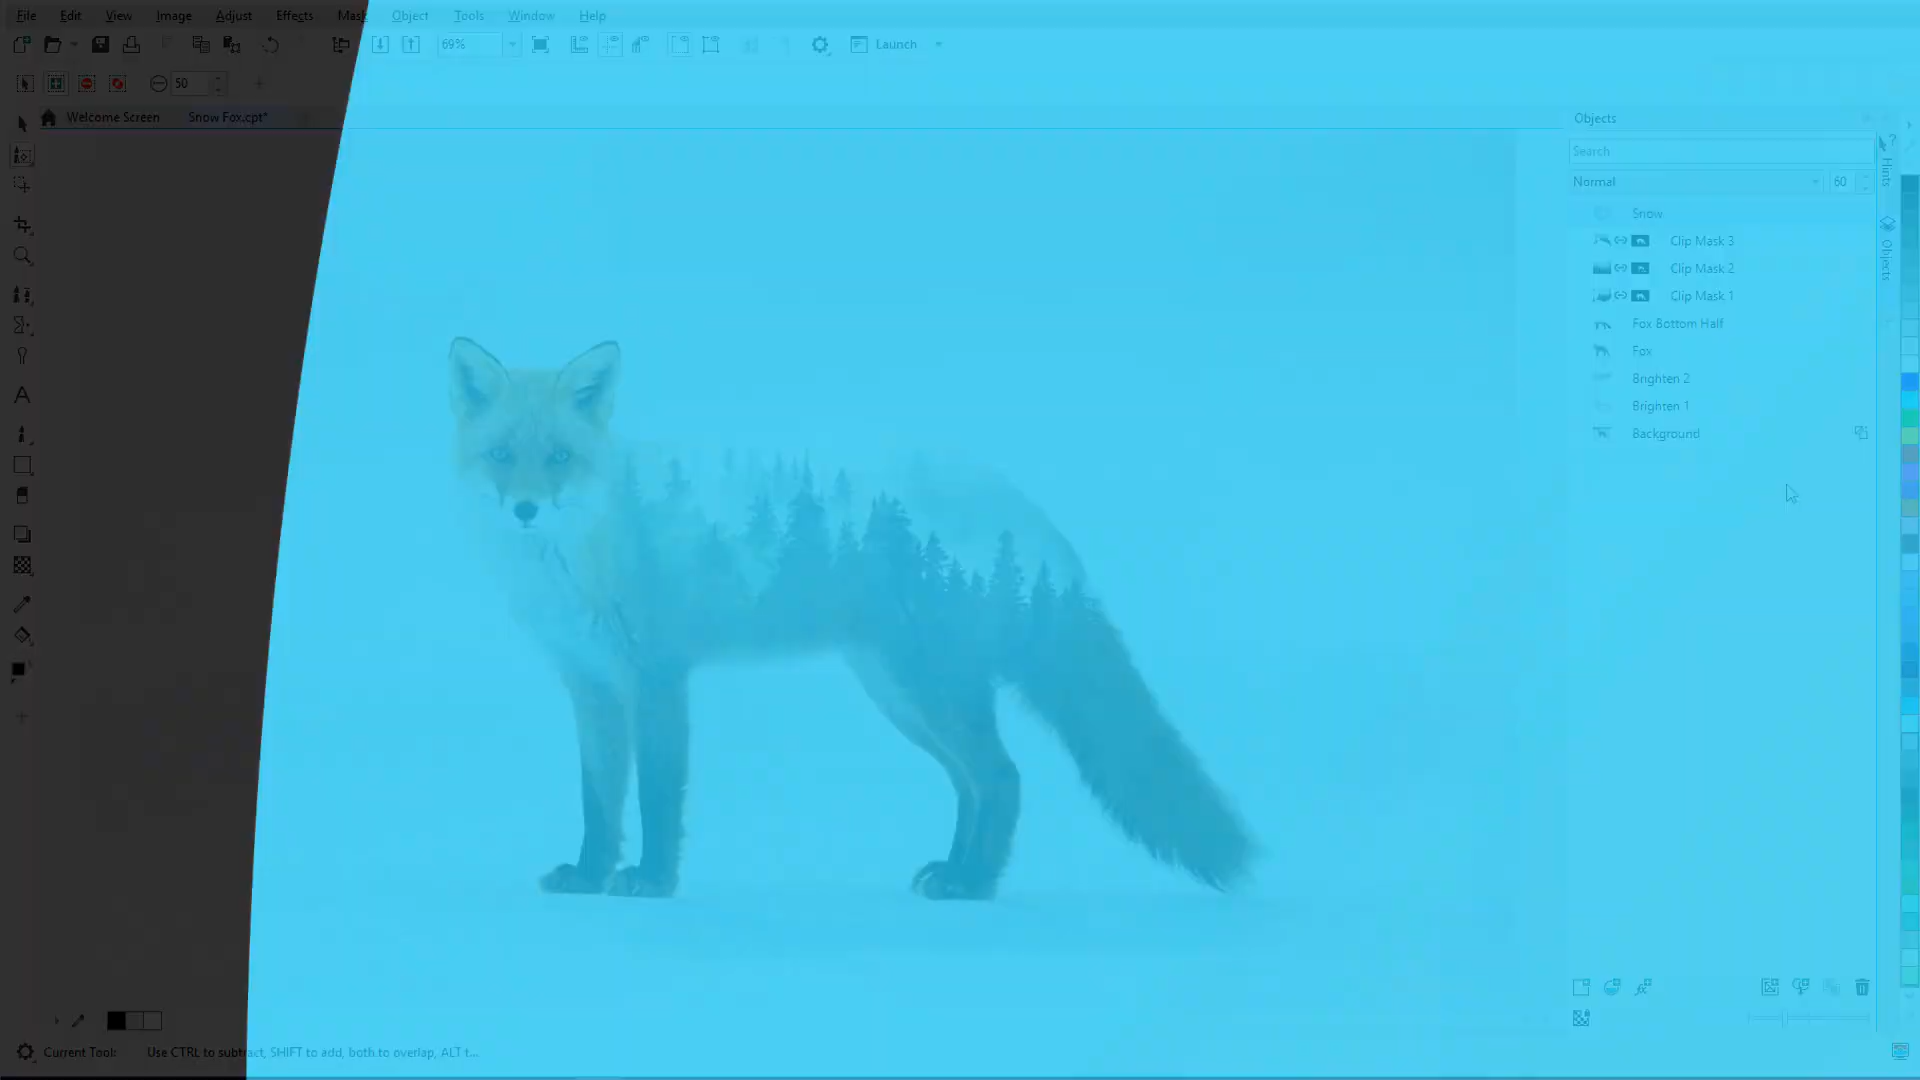 File Edit View Image Adjust Effects Mask Object Tools Window Help
69% Launch
50
Welcome Screen Snow Fox.cpt*
Objects
Search
Normal 60
Snow
Clip Mask 3
Clip Mask 2
Clip Mask 1
Fox Bottom Half
Fox
Brighten 2
Brighten 1
Background
Hints
Objects
Current Tool: Use CTRL to subtract, SHIFT to add, both to overlap, ALT t...